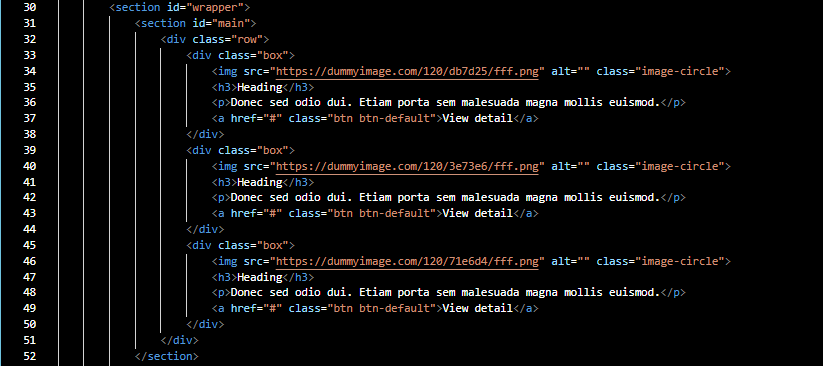 30 <section id="wrapper">
31 <section id="main">
32 <div class="row">
33 <div class="box">
34 <img src="https://dummyimage.com/120/db7d25/fff.png" alt="" class="image-circle">
35 <h3>Heading</h3>
36 <p>Donec sed odio dui. Etiam porta sem malesuada magna mollis euismod.</p>
37 <a href="#" class="btn btn-default">View detail</a>
38 </div>
39 <div class="box">
40 <img src="https://dummyimage.com/120/3e73e6/fff.png" alt="" class="image-circle">
41 <h3>Heading</h3>
42 <p>Donec sed odio dui. Etiam porta sem malesuada magna mollis euismod.</p>
43 <a href="#" class="btn btn-default">View detail</a>
44 </div>
45 <div class="box">
46 <img src="https://dummyimage.com/120/71e6d4/fff.png" alt="" class="image-circle">
47 <h3>Heading</h3>
48 <p>Donec sed odio dui. Etiam porta sem malesuada magna mollis euismod.</p>
49 <a href="#" class="btn btn-default">View detail</a>
50 </div>
51 </div>
52 </section>